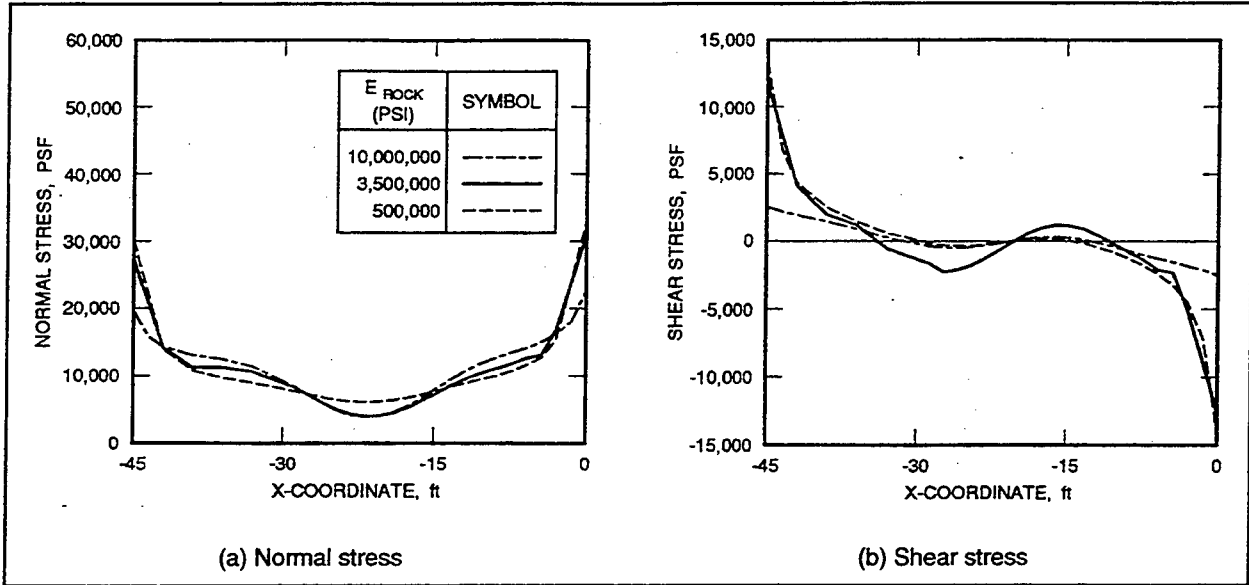 60,000
50,000
40,000
30,000
20,000
10,000
0
NORMAL STRESS, PSF
E ROCK
(PSI)
SYMBOL
10,000,000
3,500,000
500,000
-45
-30
-15
0
X-COORDINATE, ft
(a) Normal stress
15,000
10,000
5,000
0
-5,000
-10,000
-15,000
SHEAR STRESS, PSF
-45
-30
-15
0
X-COORDINATE, ft
(b) Shear stress